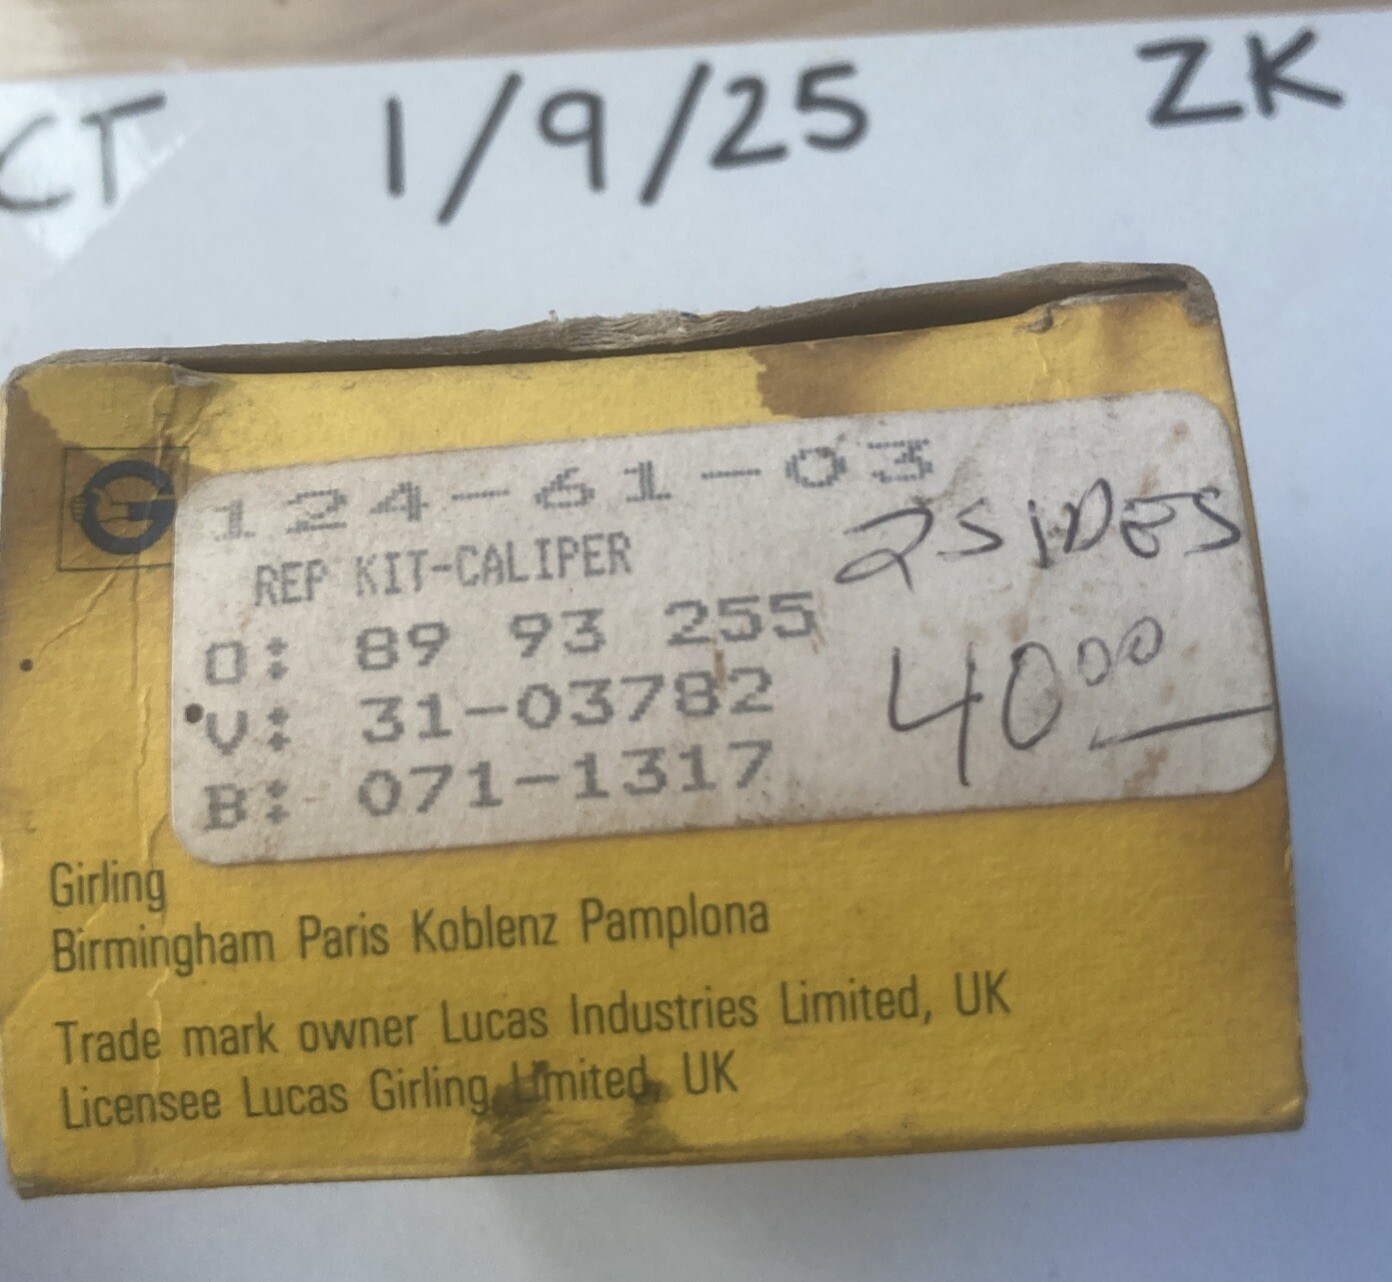 CT 1/9/25 ZK
G
124-61-03
REP KIT-CALIPER
2 SIDES
O: 89 93 255
V: 31-03782
40 00
B: 071-1317
Girling
Birmingham Paris Koblenz Pamplona
Trade mark owner Lucas Industries Limited, UK
Licensee Lucas Girling Limited, UK